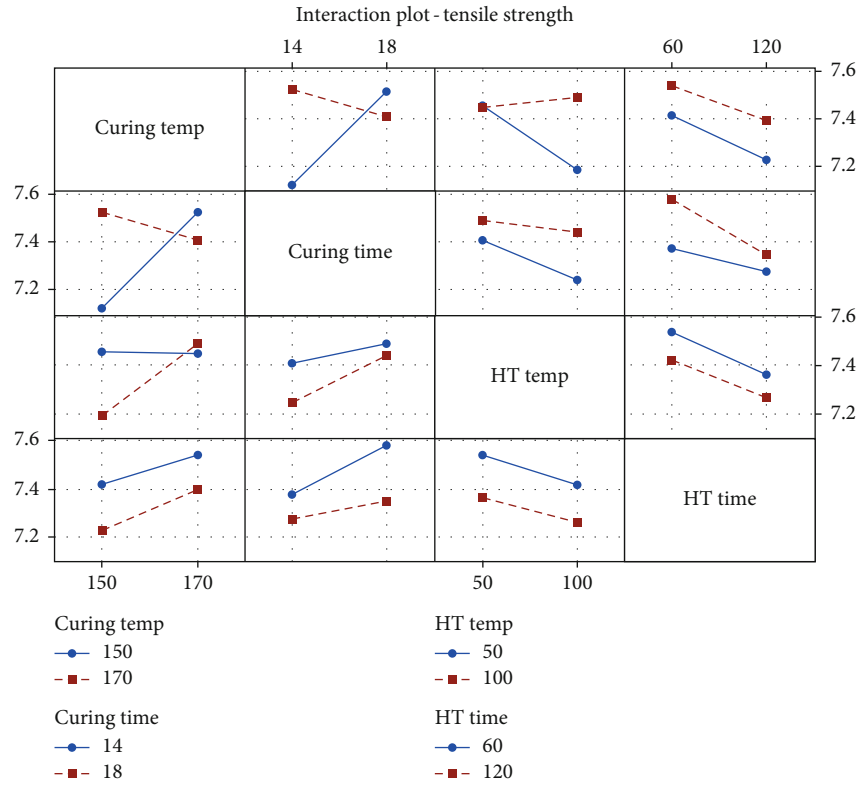 Interaction plot - tensile strength
14 18 60 120
Curing temp
7.6
7.4
7.2
7.6
7.4
7.2
Curing time
HT temp
7.6
7.4
7.2
7.6
7.4
7.2
HT time
150 170 50 100
Curing temp
150
170
Curing time
14
18
HT temp
50
100
HT time
60
120